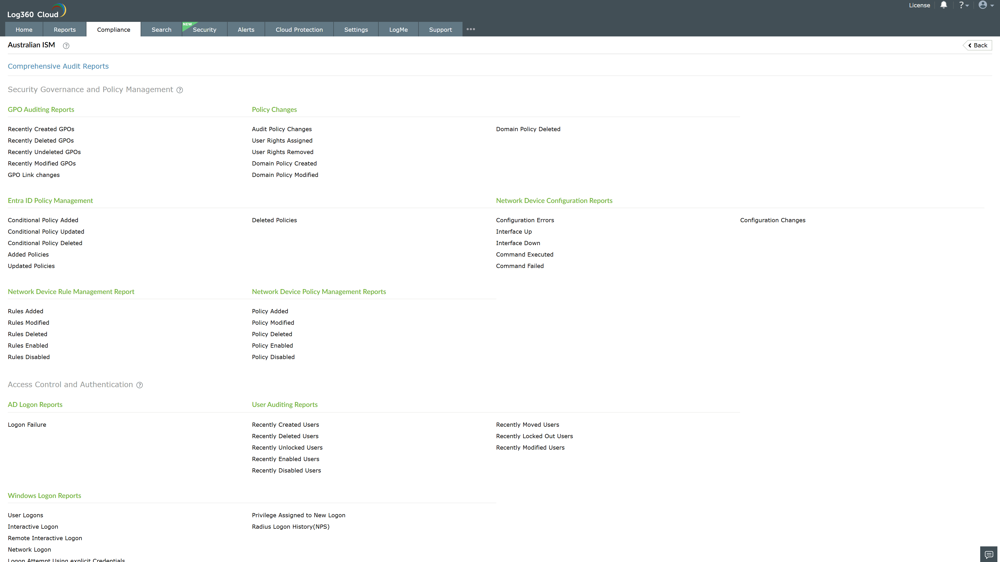 License
?
Log360 Cloud
Home
Reports
Compliance
Search
NEW
Security
Alerts
Cloud Protection
Settings
LogMe
Support
Australian ISM ?
Back
Comprehensive Audit Reports
Security Governance and Policy Management ?
GPO Auditing Reports
Recently Created GPOs
Recently Deleted GPOs
Recently Undeleted GPOs
Recently Modified GPOs
GPO Link changes
Policy Changes
Audit Policy Changes
User Rights Assigned
User Rights Removed
Domain Policy Created
Domain Policy Modified
Domain Policy Deleted
Entra ID Policy Management
Conditional Policy Added
Conditional Policy Updated
Conditional Policy Deleted
Added Policies
Updated Policies
Deleted Policies
Network Device Configuration Reports
Configuration Errors
Interface Up
Interface Down
Command Executed
Command Failed
Configuration Changes
Network Device Rule Management Report
Rules Added
Rules Modified
Rules Deleted
Rules Enabled
Rules Disabled
Network Device Policy Management Reports
Policy Added
Policy Modified
Policy Deleted
Policy Enabled
Policy Disabled
Access Control and Authentication ?
AD Logon Reports
Logon Failure
User Auditing Reports
Recently Created Users
Recently Deleted Users
Recently Unlocked Users
Recently Enabled Users
Recently Disabled Users
Recently Moved Users
Recently Locked Out Users
Recently Modified Users
Windows Logon Reports
User Logons
Interactive Logon
Remote Interactive Logon
Network Logon
Logon Attempt Using explicit Credentials
Privilege Assigned to New Logon
Radius Logon History(NPS)